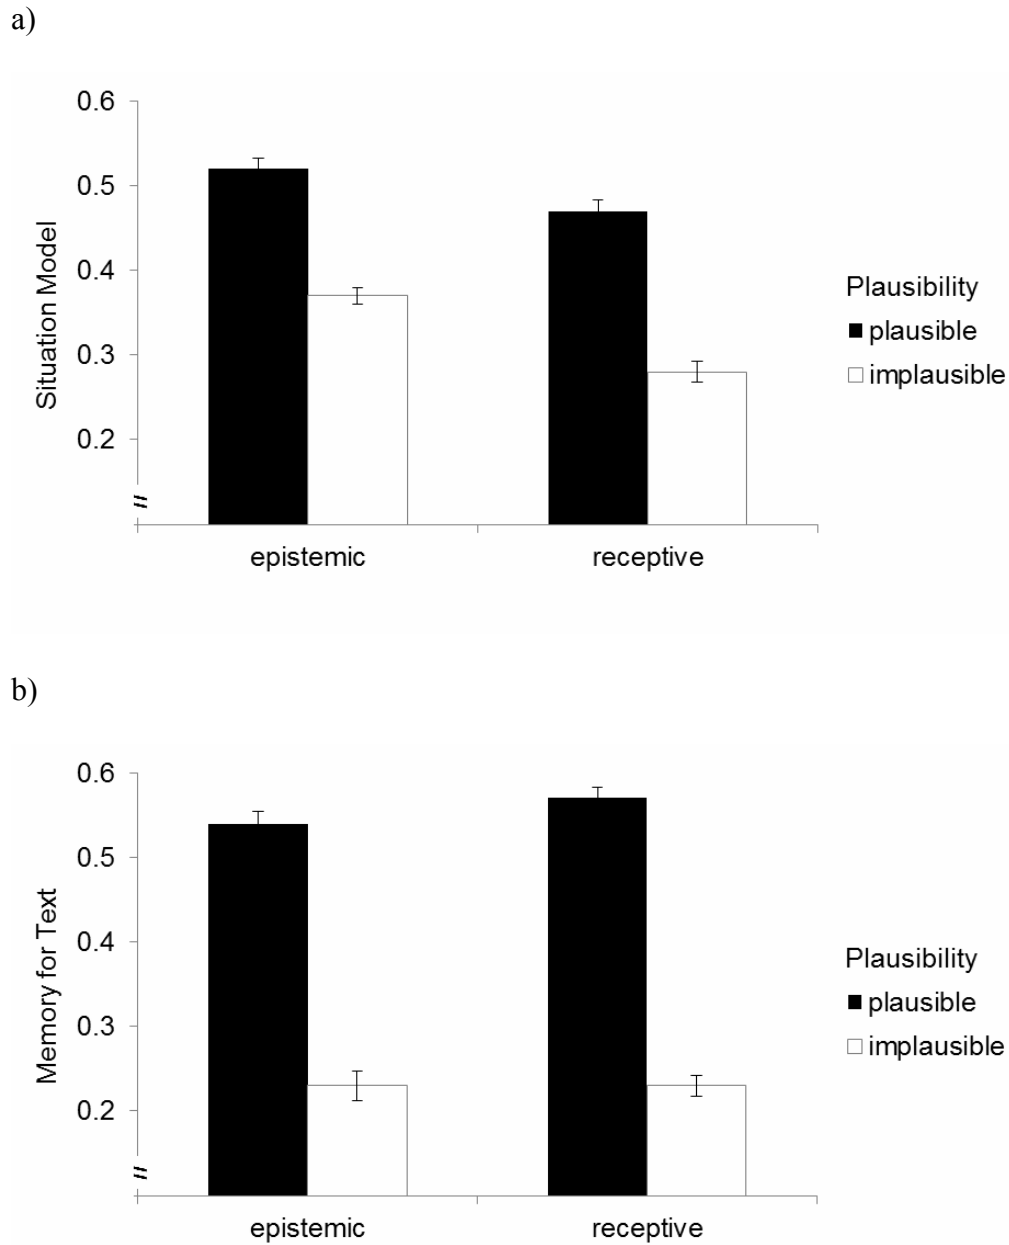 a)
0.6
0.5
0.4
0.3
0.2
Situation Model
epistemic
receptive
Plausibility
plausible
implausible
b)
0.6
0.5
0.4
0.3
0.2
Memory for Text
epistemic
receptive
Plausibility
plausible
implausible